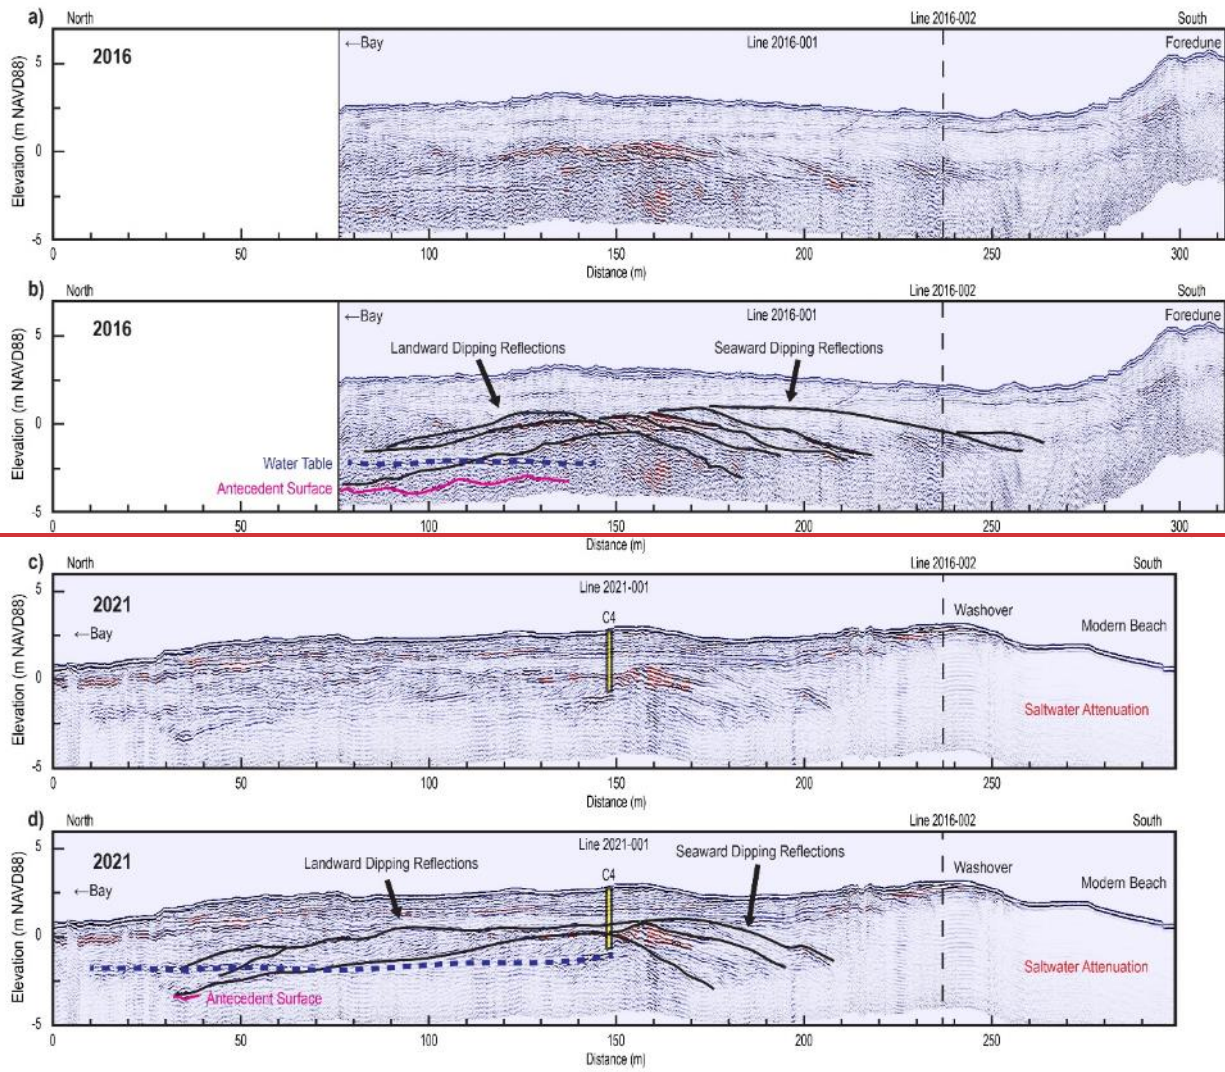 a) North Line 2016-002 South
2016 ←Bay Line 2016-001 Foredune
Elevation (m NAVD88)
5
0
-5
0 50 100 150 200 250 300
Distance (m)
b) North Line 2016-002 South
2016 ←Bay Line 2016-001 Foredune
Landward Dipping Reflections Seaward Dipping Reflections
Elevation (m NAVD88)
5
0
-5
Water Table
Antecedent Surface
0 50 100 150 200 250 300
Distance (m)
c) North Line 2016-002 South
2021 Line 2021-001
←Bay C4 Washover
Modern Beach
Elevation (m NAVD88)
5
0
-5
Saltwater Attenuation
0 50 100 150 200 250
Distance (m)
d) North Line 2016-002 South
2021 Line 2021-001
Landward Dipping Reflections Seaward Dipping Reflections
←Bay C4 Washover
Modern Beach
Elevation (m NAVD88)
5
0
-5
Saltwater Attenuation
Antecedent Surface
0 50 100 150 200 250
Distance (m)